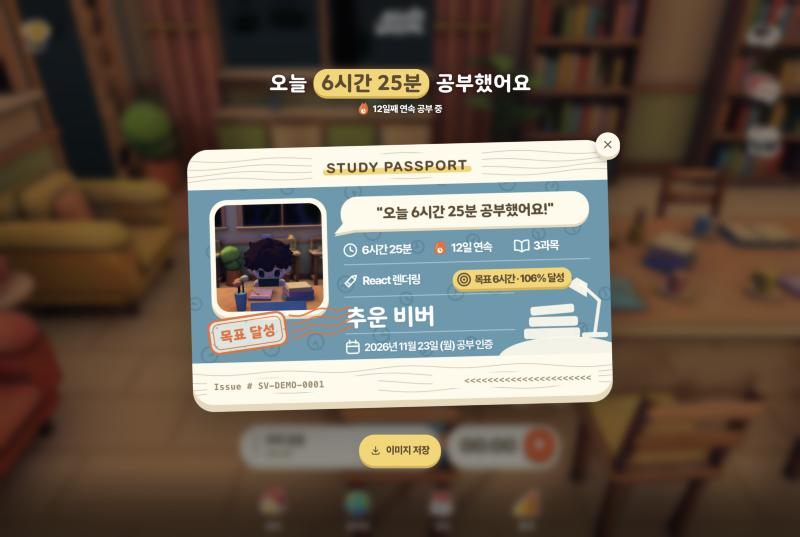 오늘 6시간 25분 공부했어요
12일째 연속 공부 중
STUDY PASSPORT
"오늘 6시간 25분 공부했어요!"
6시간 25분 12일 연속 3과목
React 렌더링 목표 6시간 · 106% 달성
추운 비버
목표 달성
2026년 11월 23일 (월) 공부 인증
Issue # SV-DEMO-0001 <<<<<<<<<<<<<<<<<<<<<<<
이미지 저장